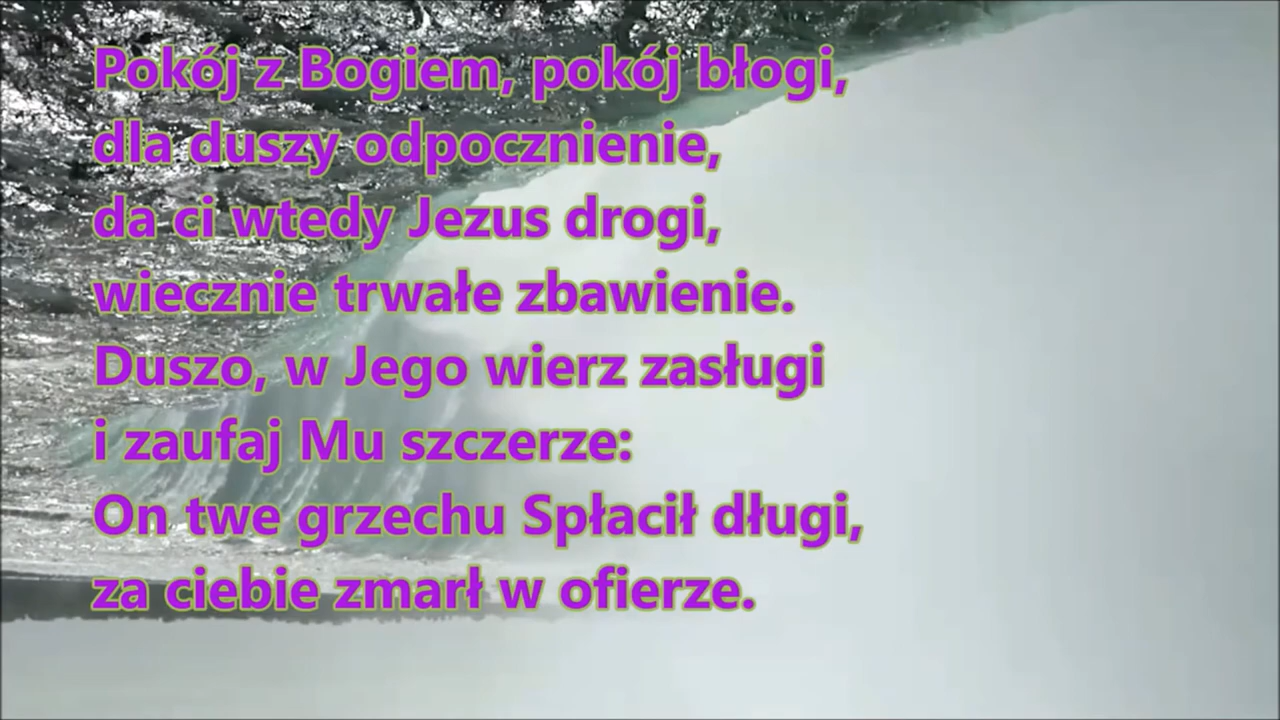 Pokój z Bogiem, pokój błogi,
dla duszy odpocznienie,
da ci wtedy Jezus drogi,
wiecznie trwałe zbawienie.
Duszo, w Jego wierz zasługi
i zaufaj Mu szczerze:
On twe grzechu Spłacił długi,
za ciebie zmarł w ofierze.